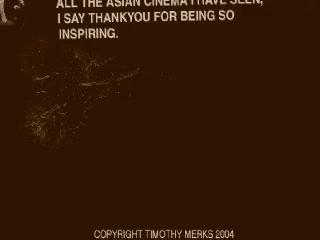 ALL THE ASIAN CINEMA I HAVE SEEN,
I SAY THANKYOU FOR BEING SO
INSPIRING.
COPYRIGHT TIMOTHY MERKS 2004